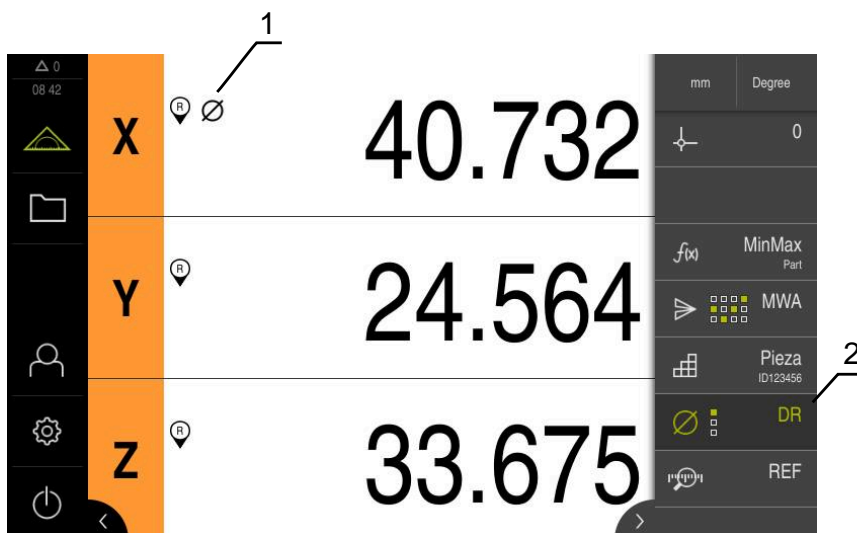 1
0
08 42
X
R
40.732
Y
R
24.564
Z
R
33.675
mm Degree
0
f(x) MinMax
Part
MWA
Pieza
ID123456
DR
2
REF